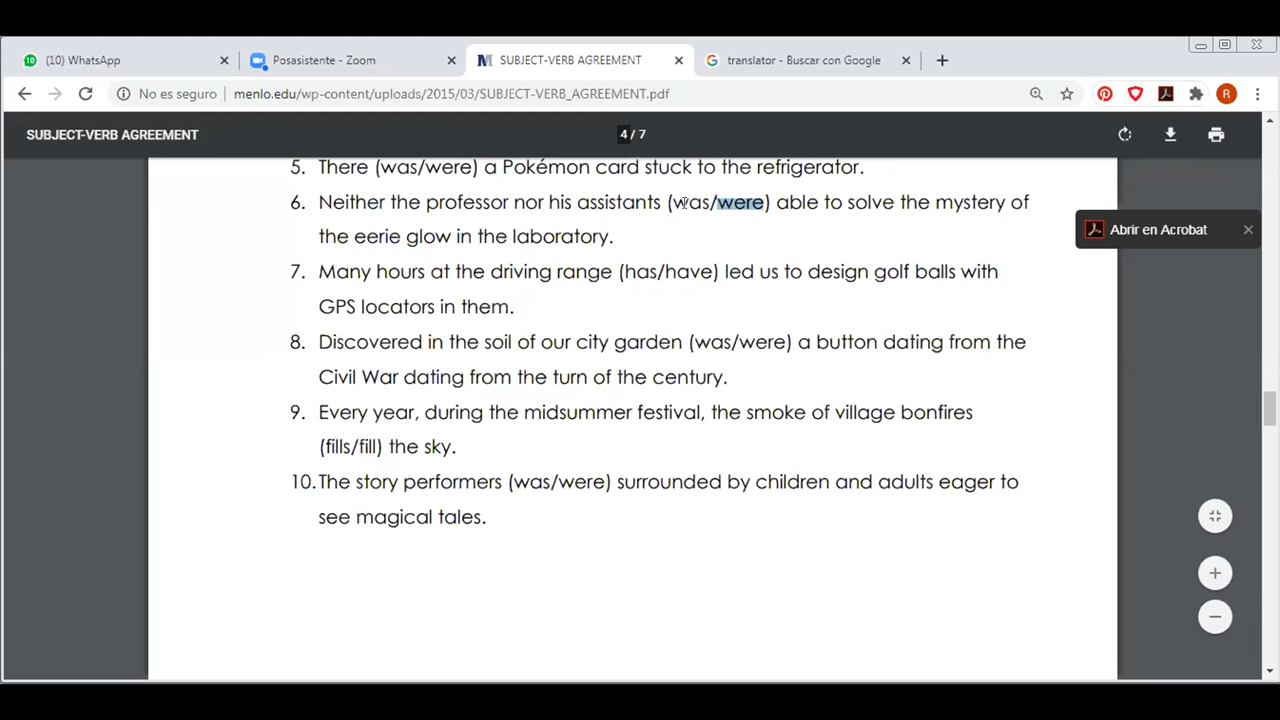 (10) WhatsApp
Posasistente - Zoom
SUBJECT-VERB AGREEMENT
translator - Buscar con Google
No es seguro
menlo.edu/wp-content/uploads/2015/03/SUBJECT-VERB_AGREEMENT.pdf
R
SUBJECT-VERB AGREEMENT
4 / 7
5. There (was/were) a Pokémon card stuck to the refrigerator.
6. Neither the professor nor his assistants (was/were) able to solve the mystery of
the eerie glow in the laboratory.
Abrir en Acrobat
7. Many hours at the driving range (has/have) led us to design golf balls with
GPS locators in them.
8. Discovered in the soil of our city garden (was/were) a button dating from the
Civil War dating from the turn of the century.
9. Every year, during the midsummer festival, the smoke of village bonfires
(fills/fill) the sky.
10. The story performers (was/were) surrounded by children and adults eager to
see magical tales.